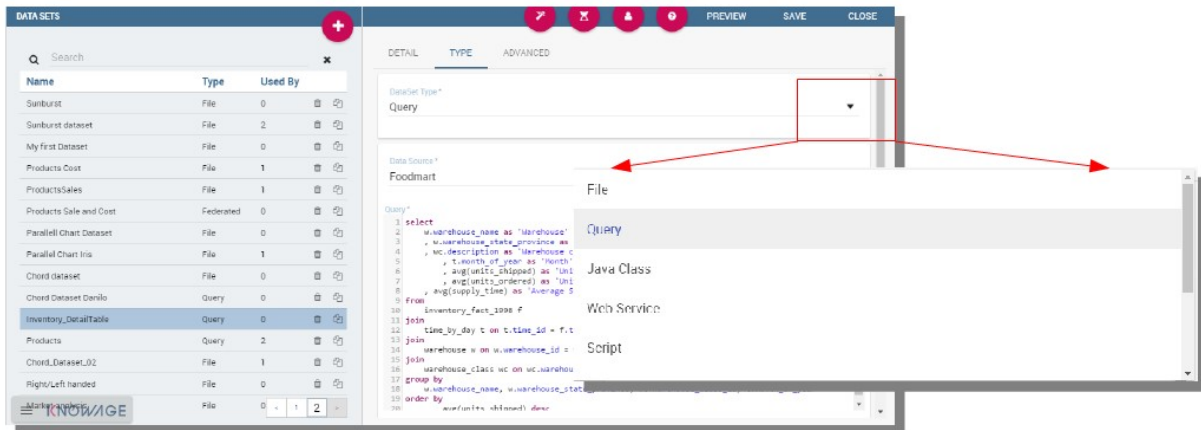 DATA SETS
PREVIEW SAVE CLOSE
Search
Name Type Used By
Sunburst File 0
Sunburst dataset File 2
My first Dataset File 0
Products Cost File 1
ProductsSales File 1
Products Sale and Cost Federated 0
Parallell Chart Dataset File 0
Parallel Chart Iris File 1
Chord dataset File 0
Chord Dataset Danilo Query 0
Inventory_DetailTable Query 0
Products Query 2
Chord_Dataset_02 File 1
Right/Left handed File 0
File 0
1 2
KNOWAGE
DETAIL TYPE ADVANCED
DataSet Type*
Query
Data Source*
Foodmart
Query*
1 select
2 w.warehouse_name as 'Warehouse'
3 , w.warehouse_state_province as
4 , wc.description as 'Warehouse c
5 , t.month_of_year as 'Month'
6 , avg(units_shipped) as 'Uni
7 , avg(units_ordered) as 'Uni
8 , avg(supply_time) as 'Average S
9 from
10 inventory_fact_1998 f
11 join
12 time_by_day t on t.time_id = f.t
13 join
14 warehouse w on w.warehouse_id =
15 join
16 warehouse_class wc on wc.warehou
17 group by
18 w.warehouse_name, w.warehouse_stat
19 order by
20 avg(units_shipped) desc
File
Query
Java Class
Web Service
Script